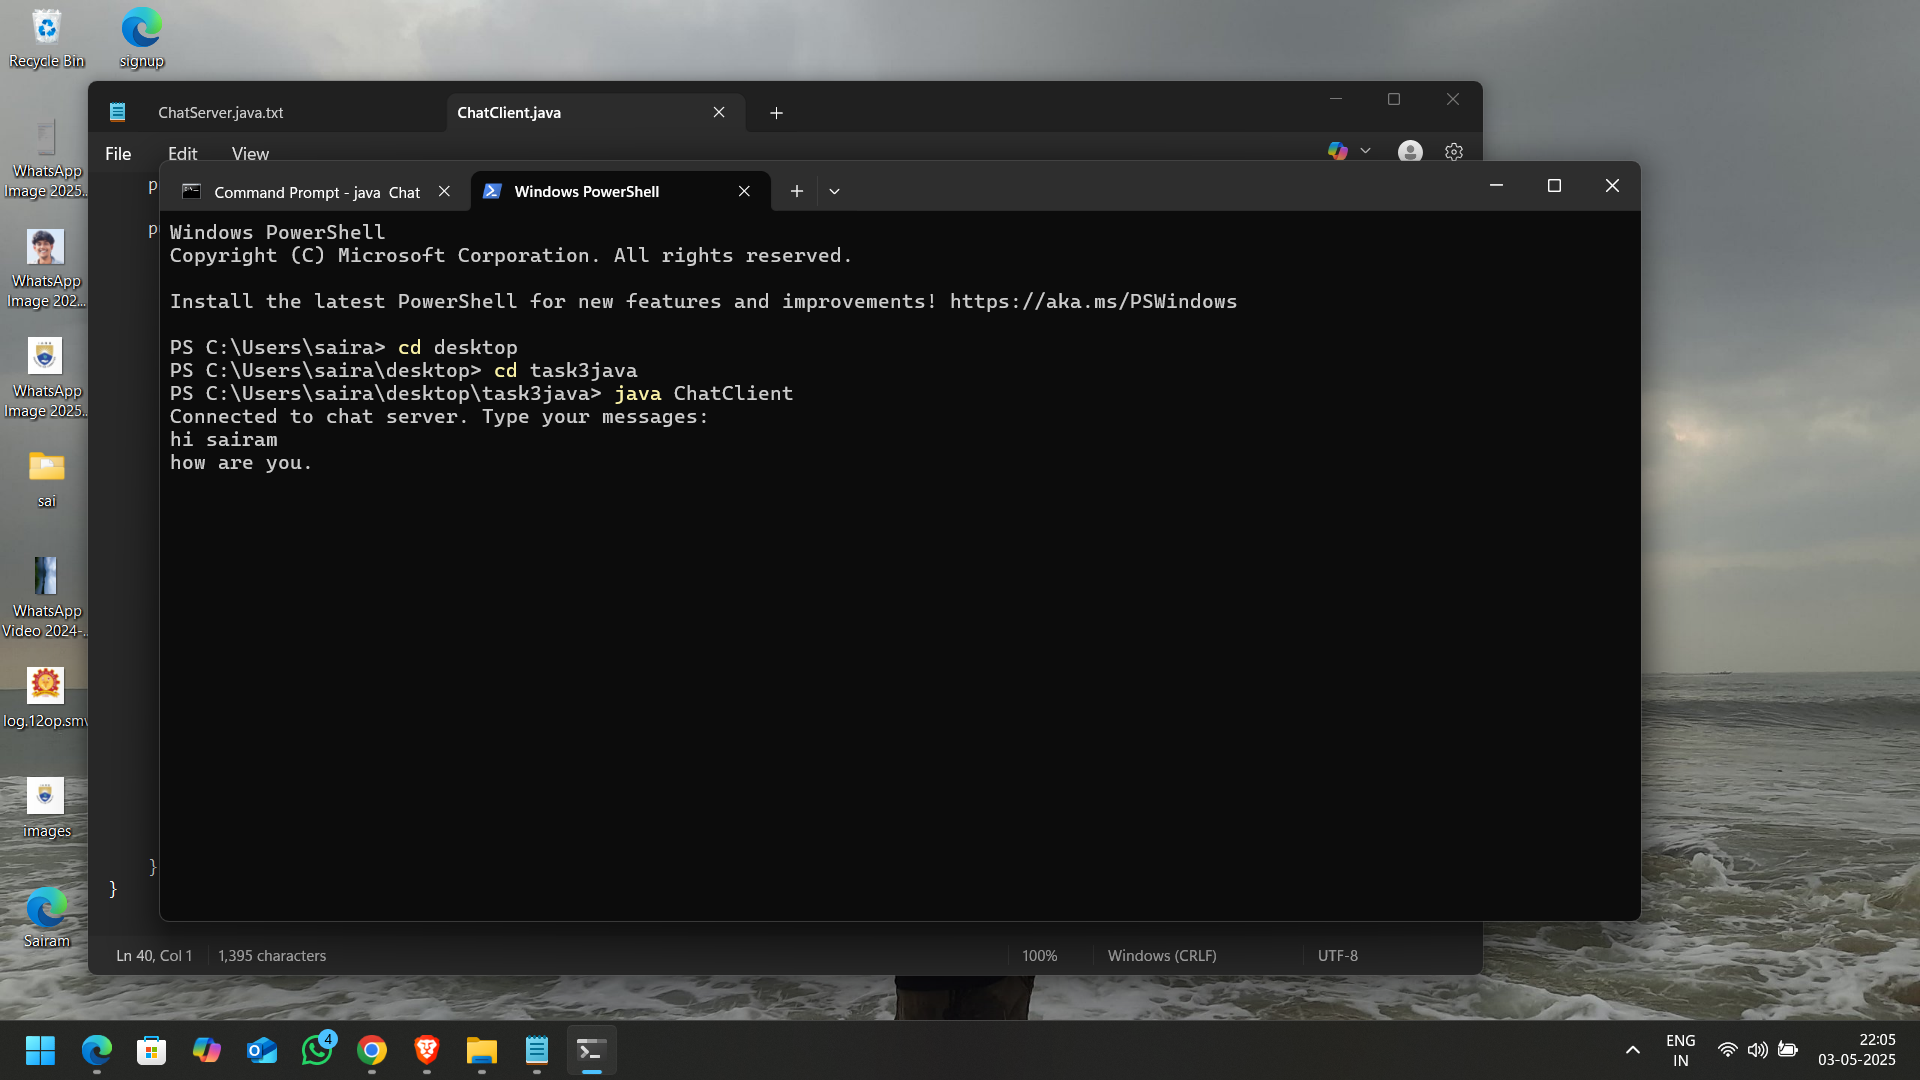 Recycle Bin
signup
WhatsApp
Image 2025...
WhatsApp
Image 202...
WhatsApp
Image 2025...
sai
WhatsApp
Video 2024-...
log.12op.smv
images
Sairam
ChatServer.java.txt
ChatClient.java
File
Edit
View
p
p
}
}
Ln 40, Col 1
1,395 characters
100%
Windows (CRLF)
UTF-8
Command Prompt - java Chat
Windows PowerShell
Windows PowerShell
Copyright (C) Microsoft Corporation. All rights reserved.
Install the latest PowerShell for new features and improvements! https://aka.ms/PSWindows
PS C:\Users\saira> cd desktop
PS C:\Users\saira\desktop> cd task3java
PS C:\Users\saira\desktop\task3java> java ChatClient
Connected to chat server. Type your messages:
hi sairam
how are you.
4
ENG
IN
22:05
03-05-2025